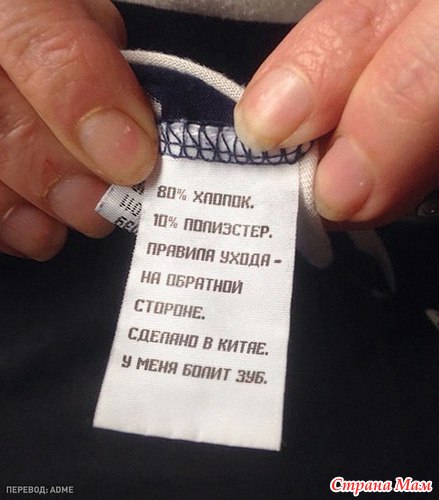 80% ХЛОПОК.
10% ПОЛИЭСТЕР.
ПРАВИЛА УХОДА -
НА ОБРАТНОЙ
СТОРОНЕ.
СДЕЛАНО В КИТАЕ.
У МЕНЯ БОЛИТ ЗУБ.
ПЕРЕВОД: ADME
Страна Мам